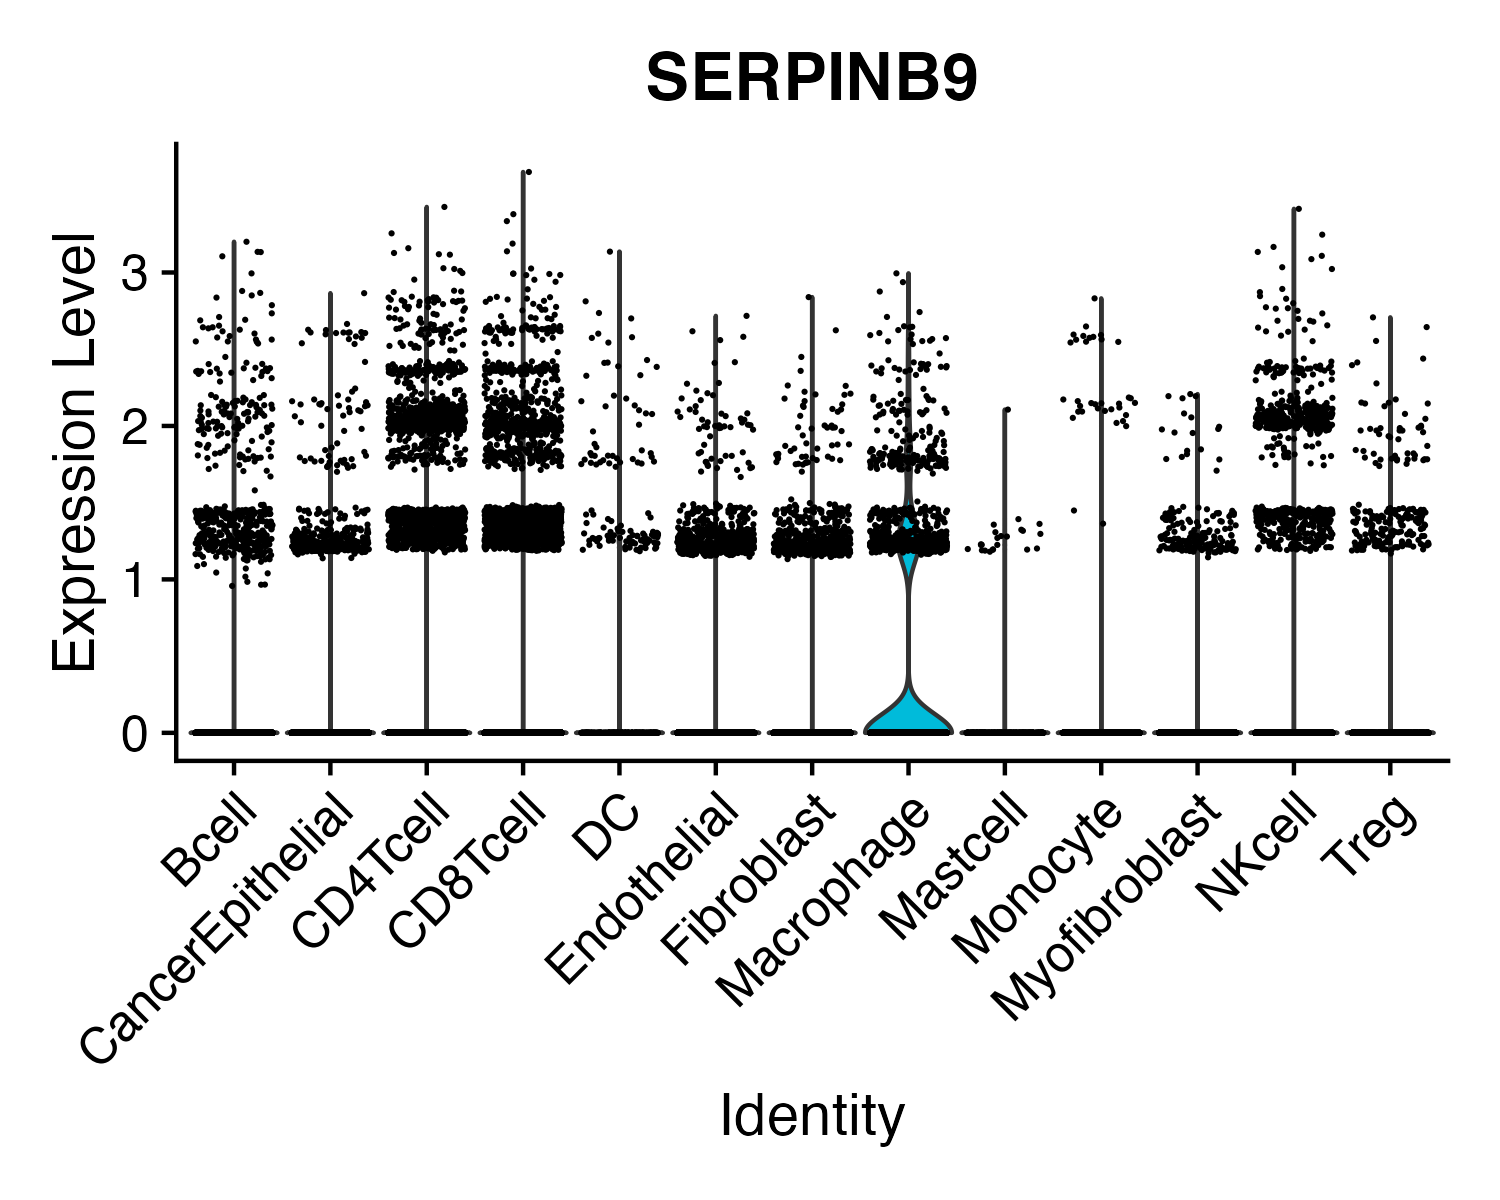 SERPINB9
Expression Level
3
2
1
0
Bcell
CancerEpithelial
CD4Tcell
CD8Tcell
DC
Endothelial
Fibroblast
Macrophage
Mastcell
Monocyte
Myofibroblast
NKcell
Treg
Identity